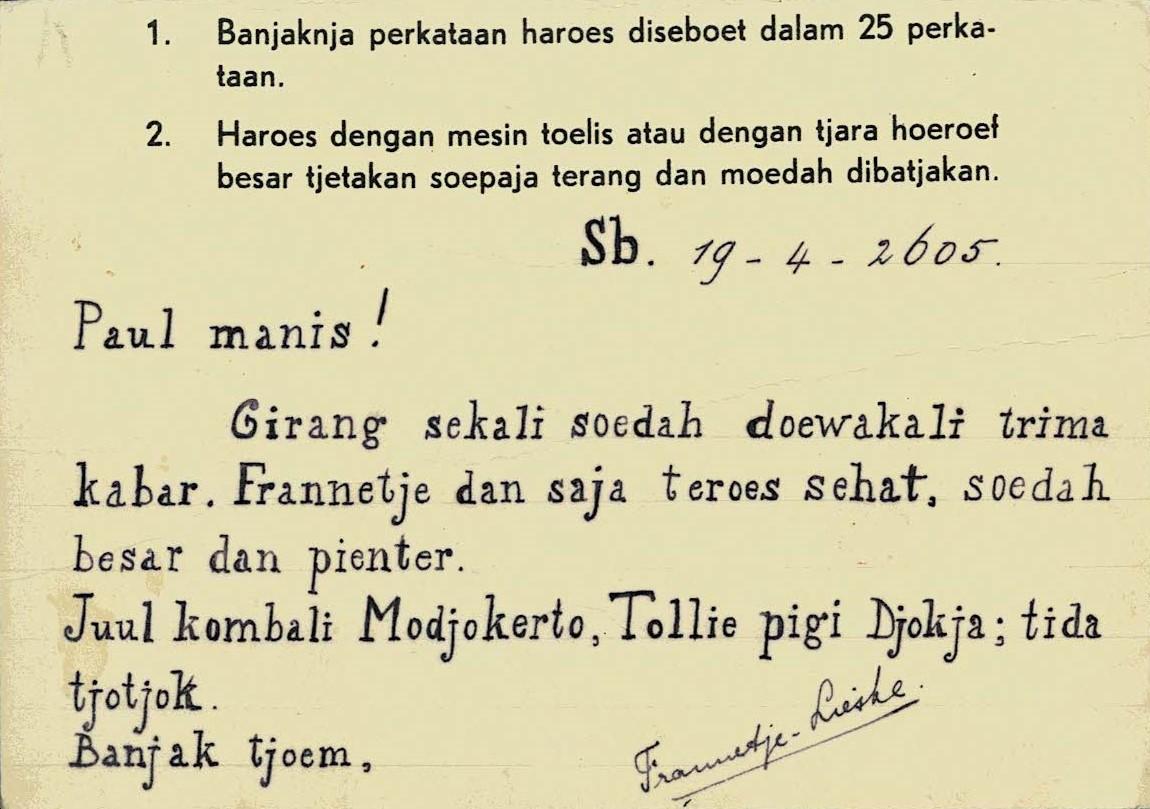 1. Banjaknja perkataan haroes diseboet dalam 25 perka-
taan.
2. Haroes dengan mesin toelis atau dengan tjara hoeroef
besar tjetakan soepaja terang dan moedah dibatjakan.
Sb. 19 - 4 - 2605.
Paul manis!
Girang sekali soedah doewakali trima
kabar. Frannetje dan saja teroes sehat, soedah
besar dan pienter.
Juul kombali Modjokerto, Tollie pigi Djokja; tida
tjotjok.
Banjak tjoem,
Frannetje-Lieske.